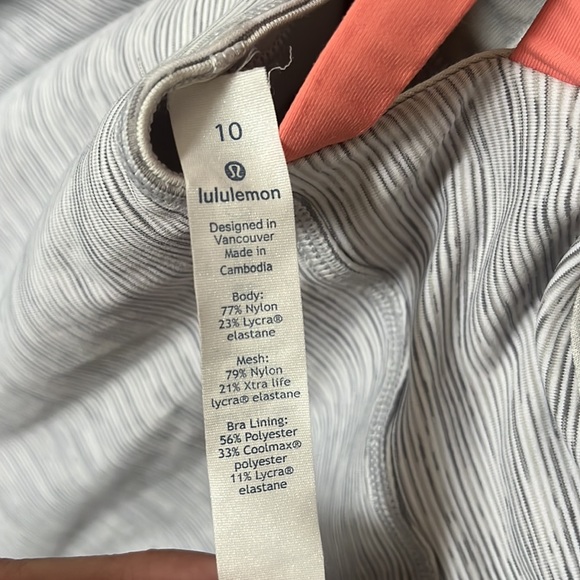 10
lululemon
Designed in
Vancouver
Made in
Cambodia
Body:
77% Nylon
23% Lycra®
elastane
Mesh:
79% Nylon
21% Xtra life
lycra® elastane
Bra Lining:
56% Polyester
33% Coolmax®
polyester
11% Lycra®
elastane